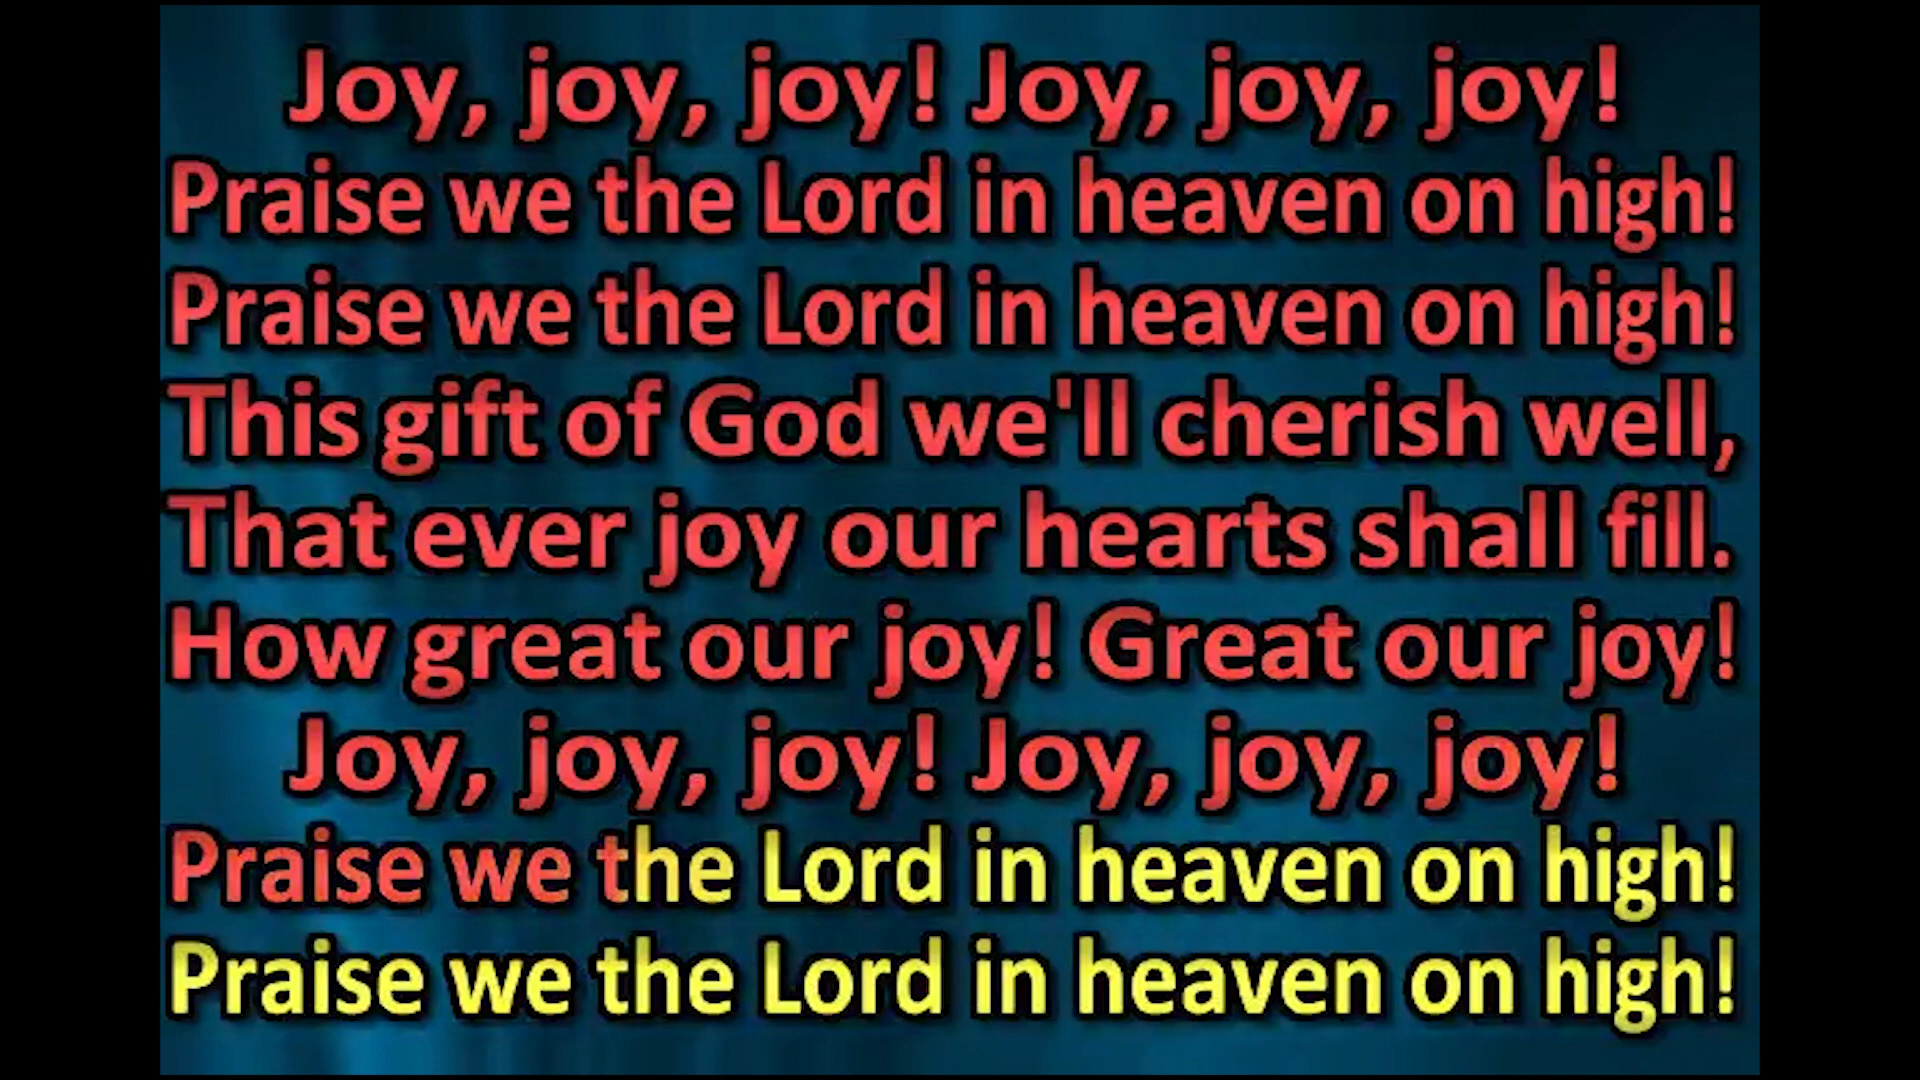 Joy, joy, joy! Joy, joy, joy!
Praise we the Lord in heaven on high!
Praise we the Lord in heaven on high!
This gift of God we'll cherish well,
That ever joy our hearts shall fill.
How great our joy! Great our joy!
Joy, joy, joy! Joy, joy, joy!
Praise we the Lord in heaven on high!
Praise we the Lord in heaven on high!